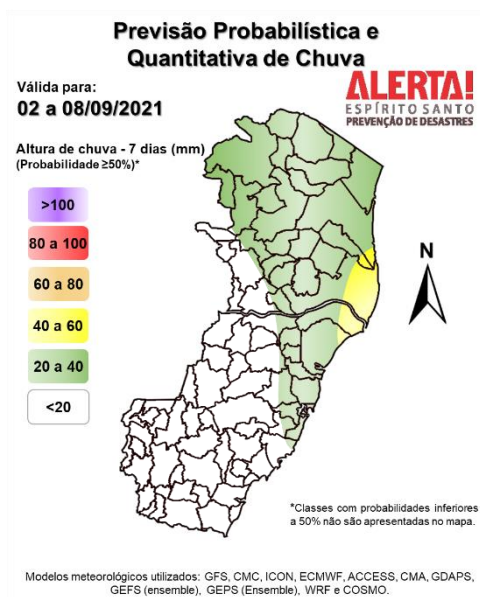 Previsão Probabilística e
Quantitativa de Chuva
Válida para:
02 a 08/09/2021
ALERTA!
ESPÍRITO SANTO
PREVENÇÃO DE DESASTRES
Altura de chuva - 7 dias (mm)
(Probabilidade ≥50%)*
>100
80 a 100
60 a 80
40 a 60
20 a 40
<20
N
*Classes com probabilidades inferiores
a 50% não são apresentadas no mapa.
Modelos meteorológicos utilizados: GFS, CMC, ICON, ECMWF, ACCESS, CMA, GDAPS,
GEFS (ensemble), GEPS (Ensemble), WRF e COSMO.